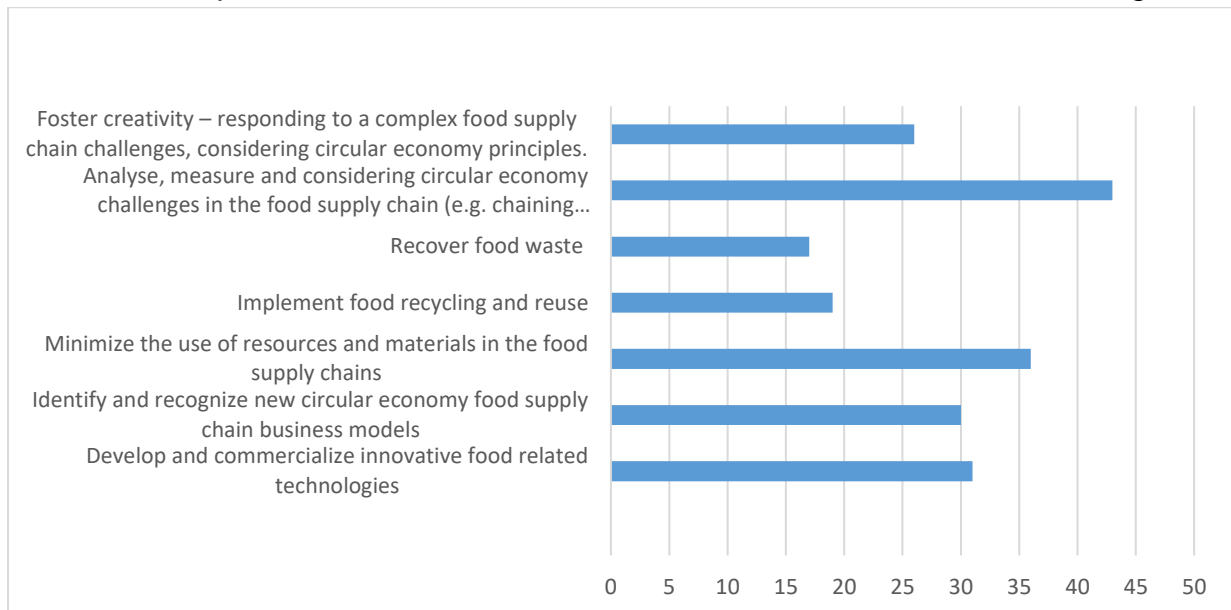 Foster creativity – responding to a complex food supply
chain challenges, considering circular economy principles.
Analyse, measure and considering circular economy
challenges in the food supply chain (e.g. chaining…
Recover food waste
Implement food recycling and reuse
Minimize the use of resources and materials in the food
supply chains
Identify and recognize new circular economy food supply
chain business models
Develop and commercialize innovative food related
technologies
0 5 10 15 20 25 30 35 40 45 50